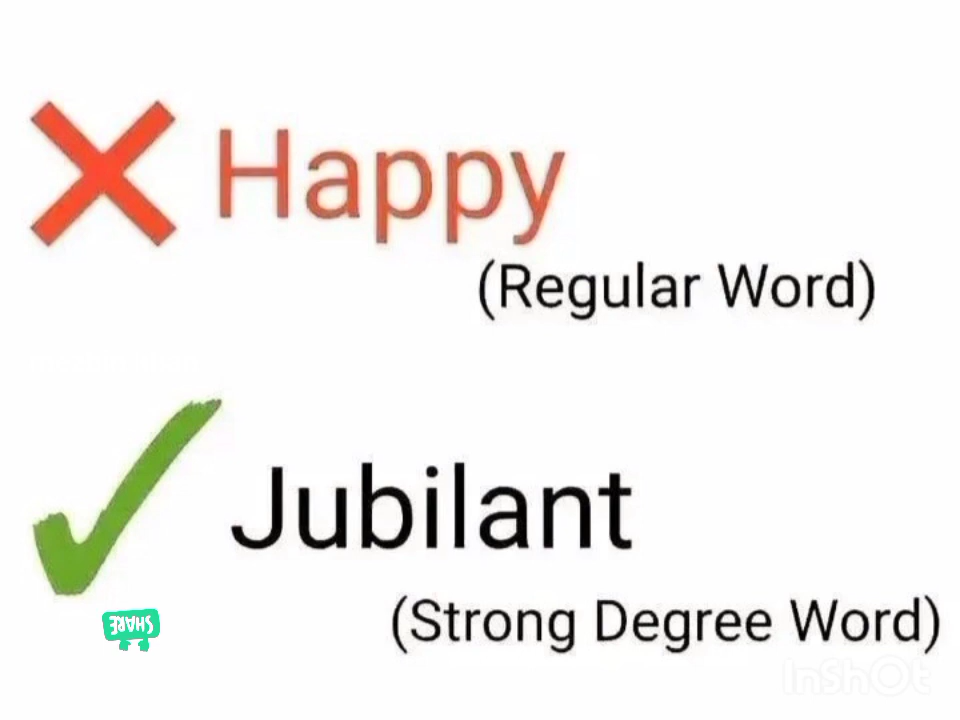 Happy
(Regular Word)
Jubilant
(Strong Degree Word)
SHARE
InShOt